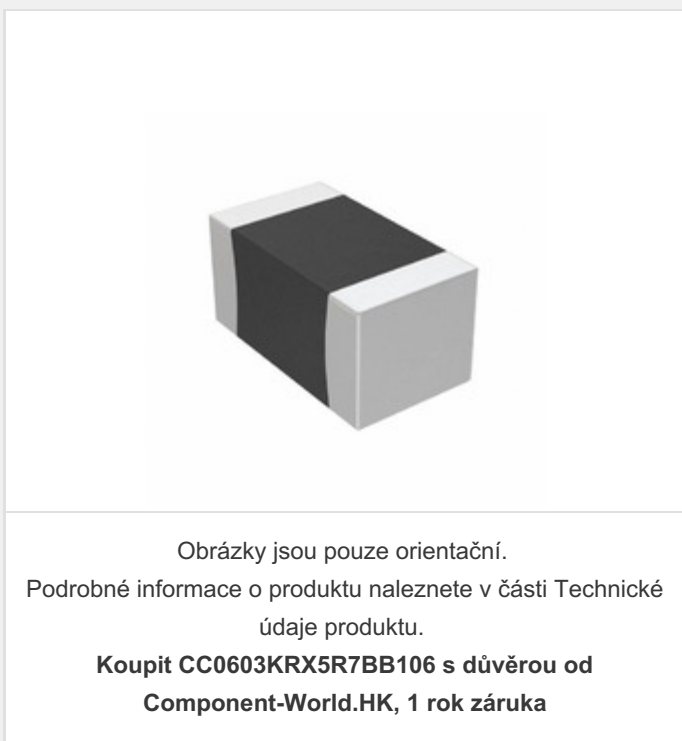 Obrázky jsou pouze orientační.
Podrobné informace o produktu naleznete v části Technické
údaje produktu.
Koupit CC0603KRX5R7BB106 s důvěrou od
Component-World.HK, 1 rok záruka